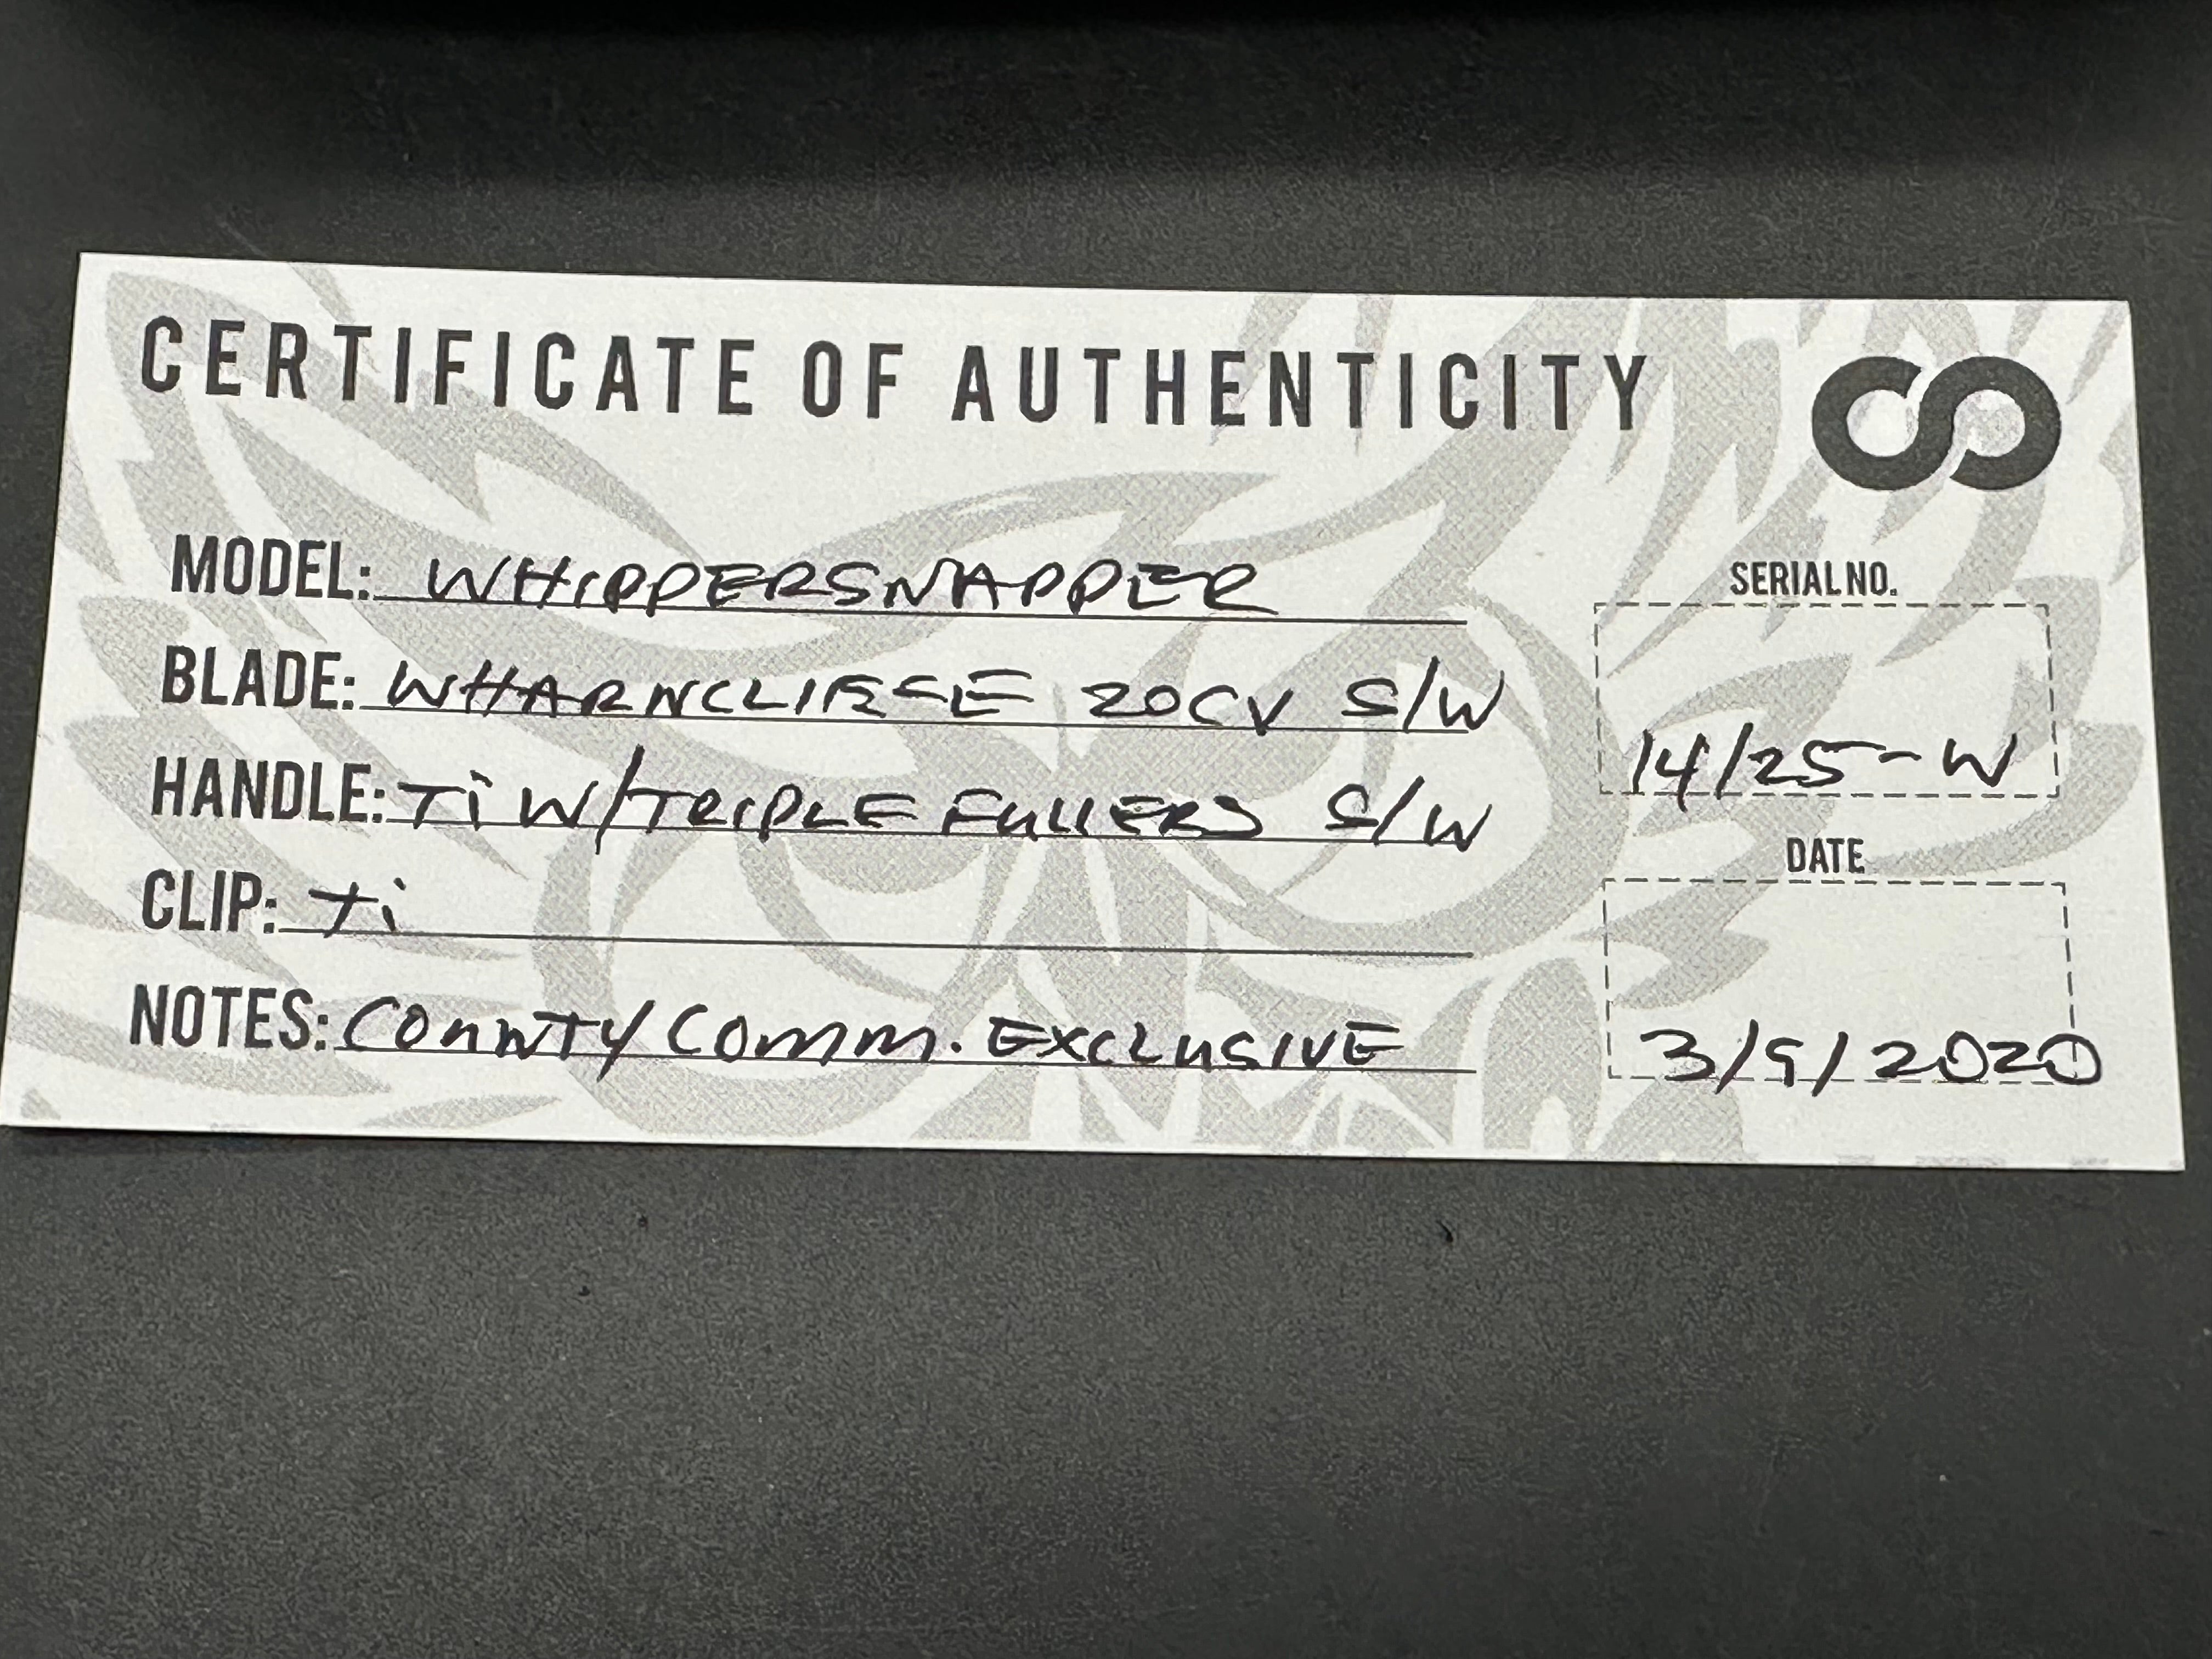 CERTIFICATE OF AUTHENTICITY
MODEL: WHIPPERSNAPPER
BLADE: WHARNCLIFFE 20CV S/W
HANDLE: Ti W/TRIPLE FULLERS S/W
CLIP: Ti
NOTES: COUNTY COMM. EXCLUSIVE
SERIAL NO.
14/25-W
DATE
3/9/2020